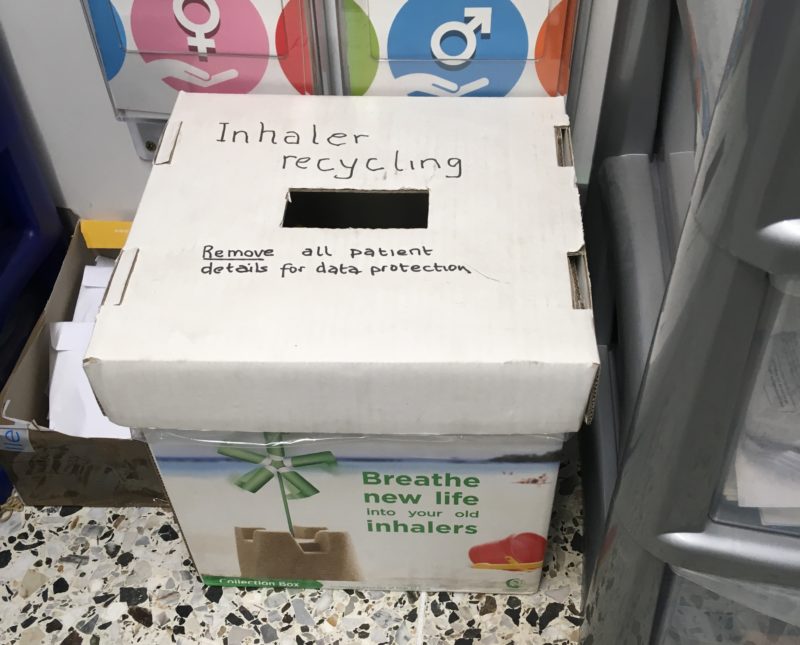 Inhaler
recycling
Remove all patient
details for data protection
Breathe
new life
into your old
inhalers
Collection Box